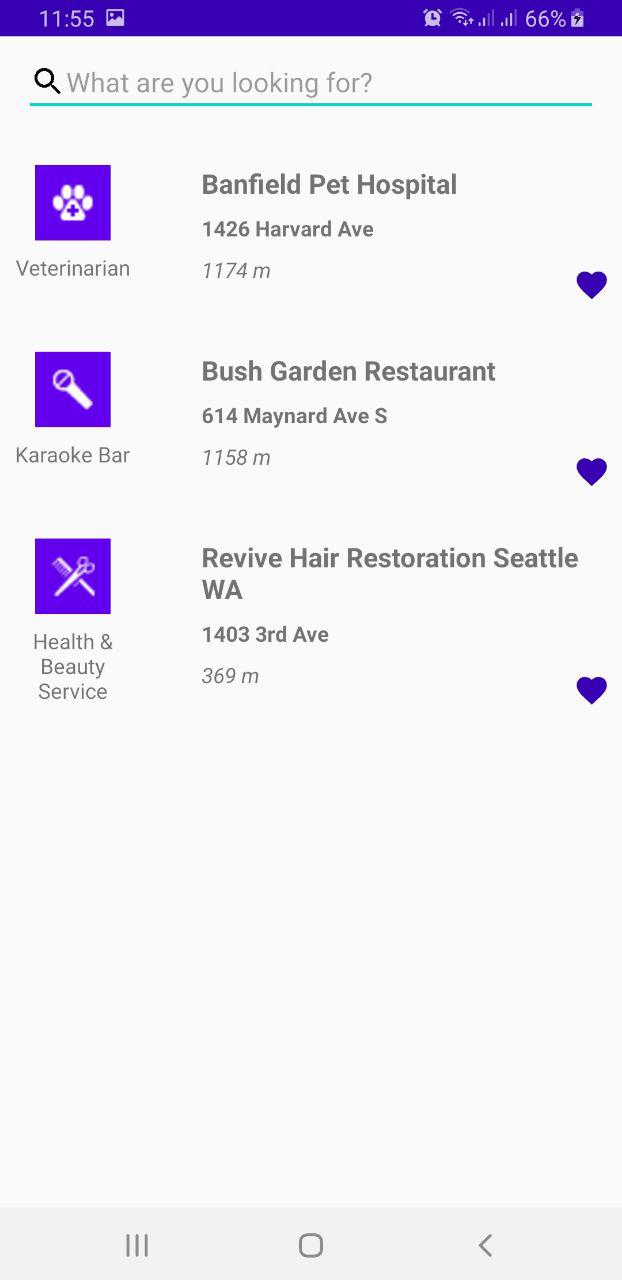 11:55
66%
What are you looking for?
Banfield Pet Hospital
1426 Harvard Ave
Veterinarian
1174 m
Bush Garden Restaurant
614 Maynard Ave S
Karaoke Bar
1158 m
Revive Hair Restoration Seattle
WA
1403 3rd Ave
Health &
Beauty
Service
369 m